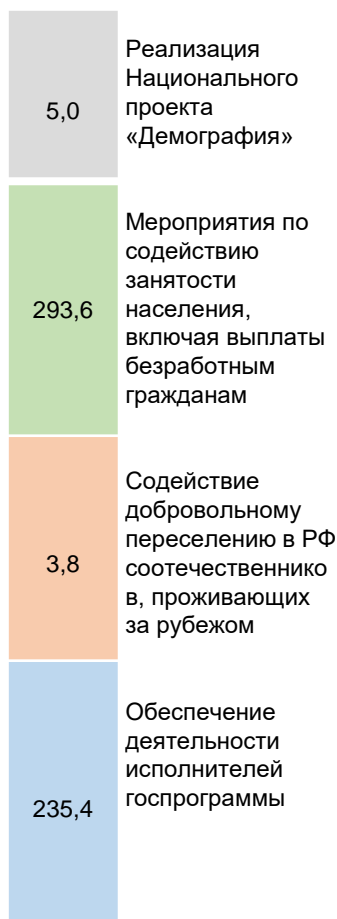 5,0
Реализация
Национального
проекта
«Демография»
293,6
Мероприятия по
содействию
занятости
населения,
включая выплаты
безработным
гражданам
3,8
Содействие
добровольному
переселению в РФ
соотечественнико
в, проживающих
за рубежом
235,4
Обеспечение
деятельности
исполнителей
госпрограммы